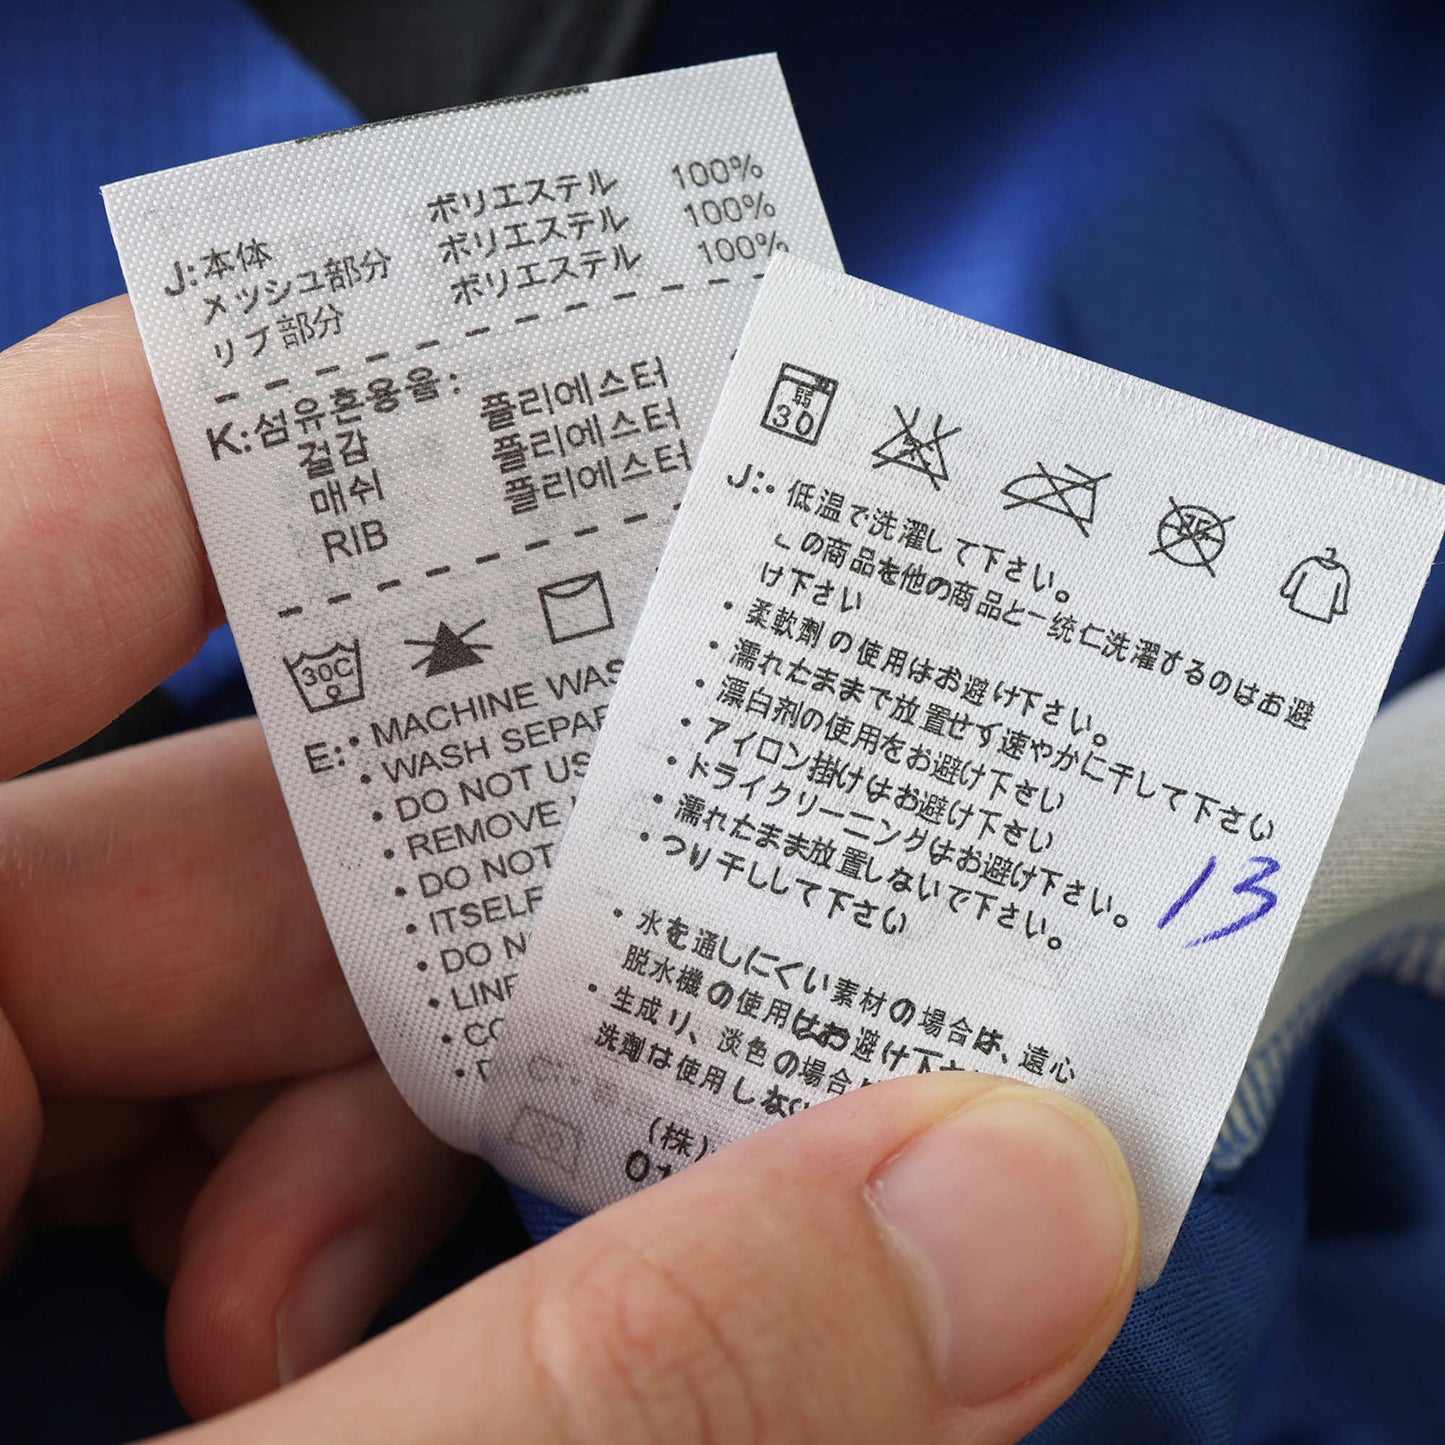 J:本体 ポリエステル 100%
メッシュ部分 ポリエステル 100%
リブ部分 ポリエステル 100%
K:섬유혼용율:
걸감 폴리에스터
매쉬 폴리에스터
RIB 폴리에스터
30C
E:• MACHINE WAS
• WASH SEPAR
• DO NOT US
REMOVE
• DO NOT
• ITSELF
• DO N
• LINE
• CO
弱
30
J:・低温で洗濯して下さい。
の商品を他の商品と一統仁洗濯するのはお避
け下さい
・柔軟劑の使用はお避け下さい。
・濡れたままで放置せず速やかに干して下さい
・漂白剤の使用をお避け下さい
・アイロン掛けはお避け下さい
・ドライクリーニングはお避け下さい。
・濡れたまま放置しないで下さい。
・つり干しして下さい
13
・水を通しにくい素材の場合は、遠心
脱水機の使用はお避け下さ
・生成り、淡色の場合
洗剤は使用しな
(株)
01